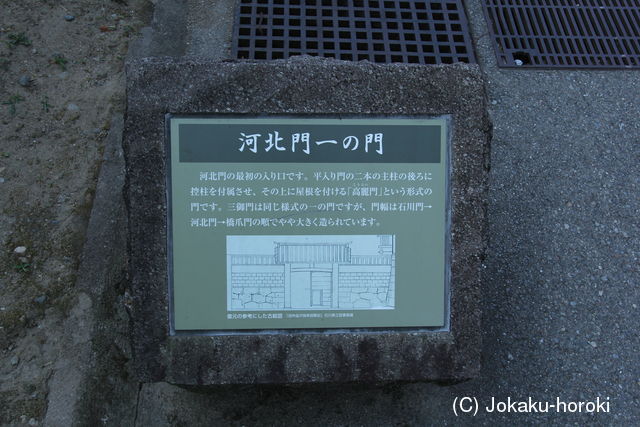 河北門一の門
河北門の最初の入り口です。平入り門の二本の主柱の後ろに
控柱を付属させ、その上に屋根を付ける「高麗門」という形式の
門です。三御門は同じ様式の一の門ですが、門幅は石川門→
河北門→橋爪門の順でやや大きく造られています。
復元の参考にした古絵図
(C) Jokaku-horoki